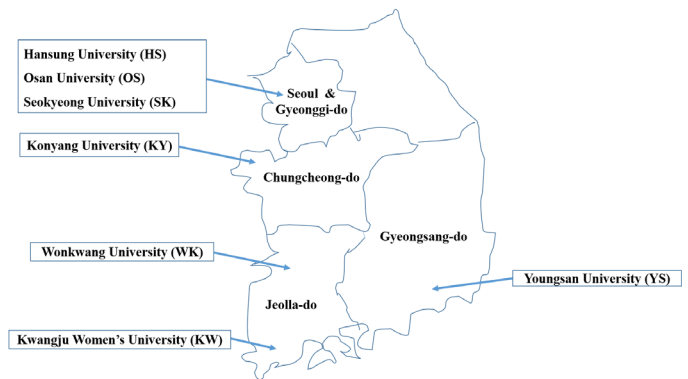 Hansung University (HS)
Osan University (OS)
Seokyeong University (SK)
Seoul &
Gyeonggi-do
Konyang University (KY)
Chungcheong-do
Gyeongsang-do
Wonkwang University (WK)
Youngsan University (YS)
Jeolla-do
Kwangju Women's University (KW)